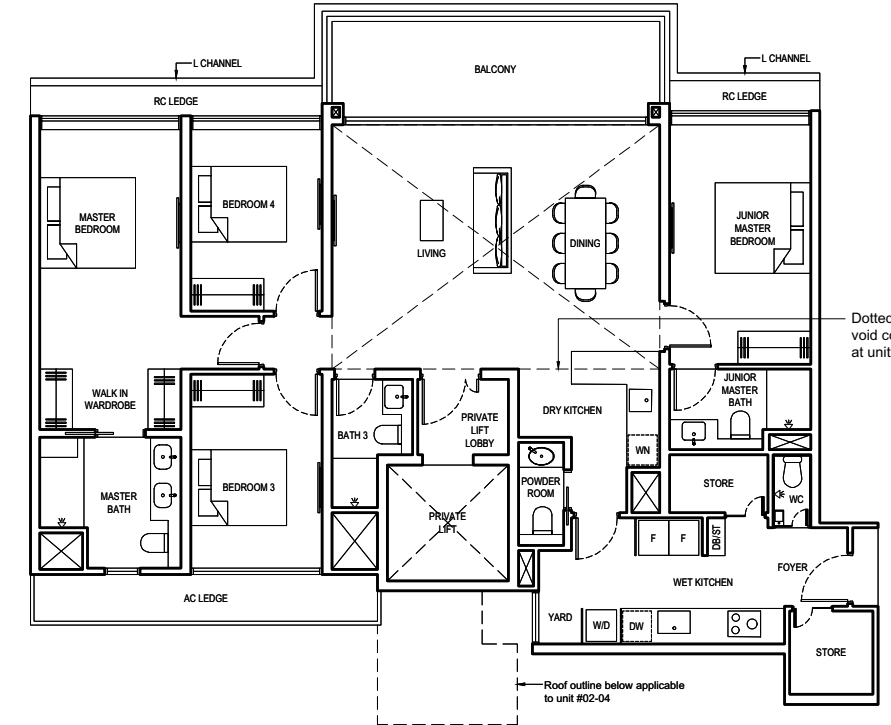 L CHANNEL
L CHANNEL
BALCONY
RC LEDGE
RC LEDGE
MASTER
BEDROOM
BEDROOM 4
LIVING
DINING
JUNIOR
MASTER
BEDROOM
Dotted
void
at unit
WALK IN
WARDROBE
BATH 3
PRIVATE
LIFT
LOBBY
DRY KITCHEN
JUNIOR
MASTER
BATH
WN
MASTER
BATH
BEDROOM 3
PRIVATE
LIFT
POWDER
ROOM
STORE
WC
F
F
DB/ST
WET KITCHEN
FOYER
AC LEDGE
YARD
W/D
DW
STORE
Roof outline below applicable
to unit #02-04